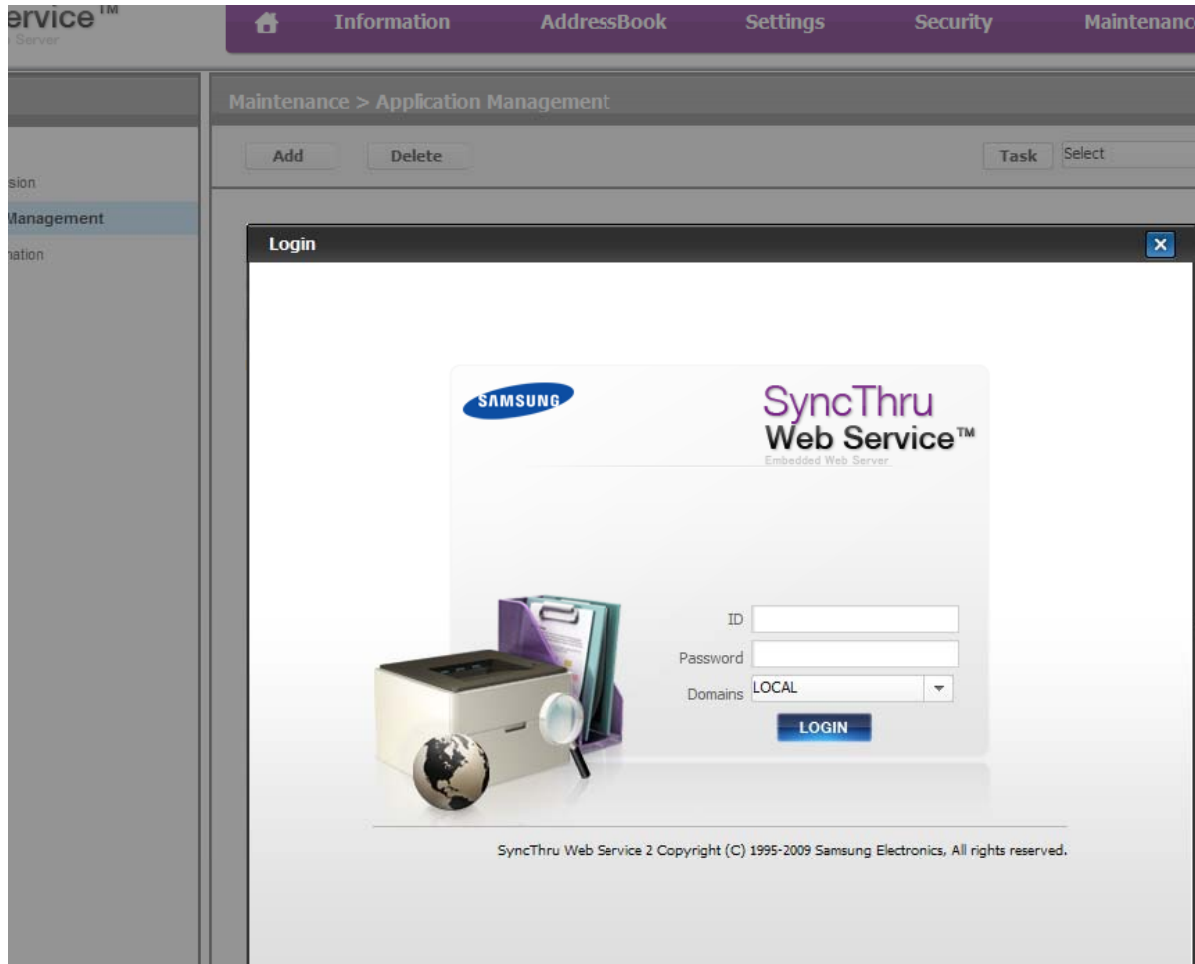 ervice™
Server
Information AddressBook Settings Security Maintenanc
Maintenance > Application Management
Add Delete Task Select
sion
Management
nation
Login
SAMSUNG
SyncThru
Web Service™
Embedded Web Server
ID
Password
Domains LOCAL
LOGIN
SyncThru Web Service 2 Copyright (C) 1995-2009 Samsung Electronics, All rights reserved.